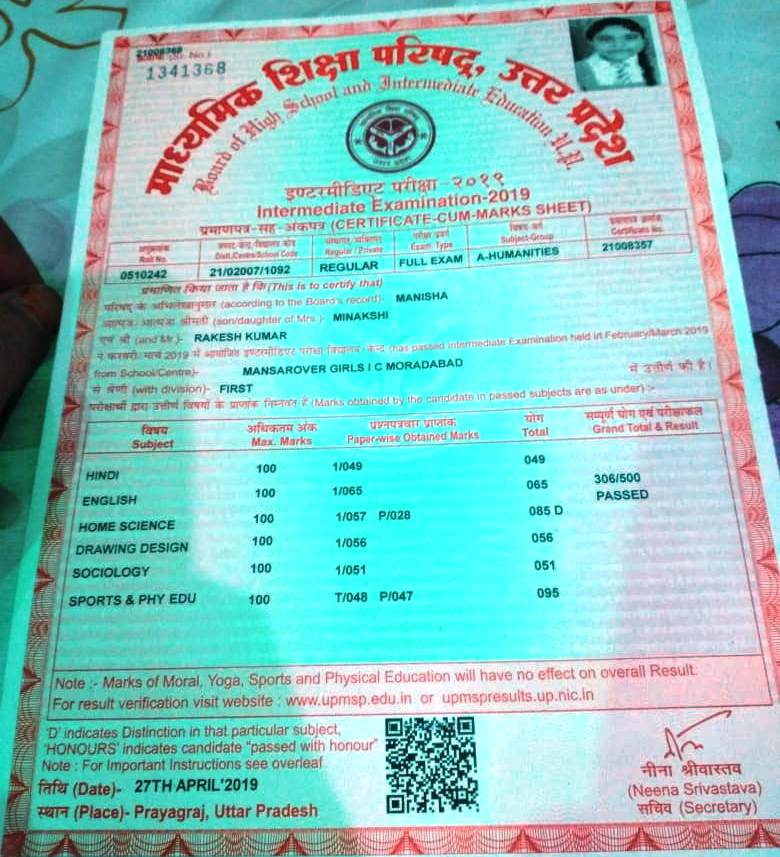 21008368
1341368
माध्यमिक शिक्षा परिषद्, उत्तर प्रदेश
Board of High School and Intermediate Education U.P.
इण्टरमीडिएट परीक्षा-२०१९
Intermediate Examination-2019
प्रमाणपत्र-सह-अंकपत्र (CERTIFICATE-CUM-MARKS SHEET)
अनुक्रमांक Roll No. Distt./Centre/School Code Regular / Private Exam Type Subject-Group Certificate No.
0510242 21/02007/1092 REGULAR FULL EXAM A-HUMANITIES 21008357
प्रमाणित किया जाता है कि (This is to certify that)
परिषद के अभिलेखानुसार (according to the Board's record)- MANISHA
आत्मज/ आत्मजा श्रीमती (son/daughter of Mrs.)- MINAKSHI
एवं श्री (and Mr.)- RAKESH KUMAR
ने फरवरी/ मार्च 2019 में आयोजित इण्टरमीडिएट परीक्षा विद्यालय/ केन्द्र (has passed Intermediate Examination held in February/March 2019
from School/Centre)- MANSAROVER GIRLS I C MORADABAD में उत्तीर्ण की है।
से श्रेणी (with division)- FIRST
परीक्षार्थी द्वारा उत्तीर्ण विषयों के प्राप्तांक निम्नवत हैं (Marks obtained by the candidate in passed subjects are as under) :-
विषय अधिकतम अंक प्रश्नपत्रवार प्राप्तांक योग सम्पूर्ण योग एवं परीक्षाफल
Subject Max. Marks Paper-wise Obtained Marks Total Grand Total & Result
HINDI 100 1/049 049
ENGLISH 100 1/065 065 306/500
PASSED
HOME SCIENCE 100 1/057 P/028 085 D
DRAWING DESIGN 100 1/056 056
SOCIOLOGY 100 1/051 051
SPORTS & PHY EDU 100 T/048 P/047 095
Note :- Marks of Moral, Yoga, Sports and Physical Education will have no effect on overall Result.
For result verification visit website : www.upmsp.edu.in or upmspresults.up.nic.in
'D' indicates Distinction in that particular subject,
'HONOURS' indicates candidate "passed with honour"
Note : For Important Instructions see overleaf
तिथि (Date)- 27TH APRIL'2019
स्थान (Place)- Prayagraj, Uttar Pradesh
नीना श्रीवास्तव
(Neena Srivastava)
सचिव (Secretary)